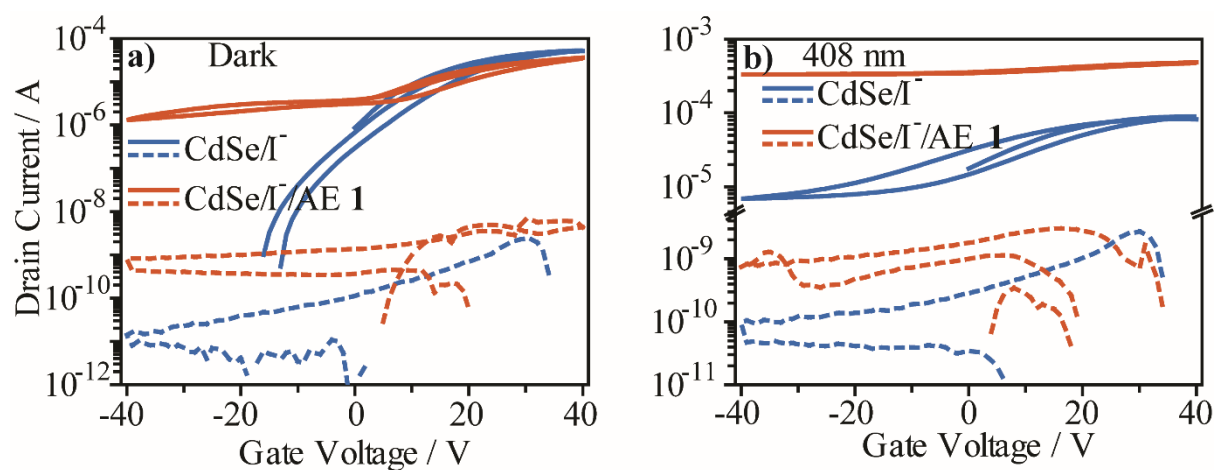 a) Dark
10⁻⁴
10⁻⁶
10⁻⁸
10⁻¹⁰
10⁻¹²
Drain Current / A
CdSe/I⁻
CdSe/I⁻/AE 1
-40 -20 0 20 40
Gate Voltage / V
b) 408 nm
10⁻³
10⁻⁴
10⁻⁵
10⁻⁹
10⁻¹⁰
10⁻¹¹
CdSe/I⁻
CdSe/I⁻/AE 1
-40 -20 0 20 40
Gate Voltage / V